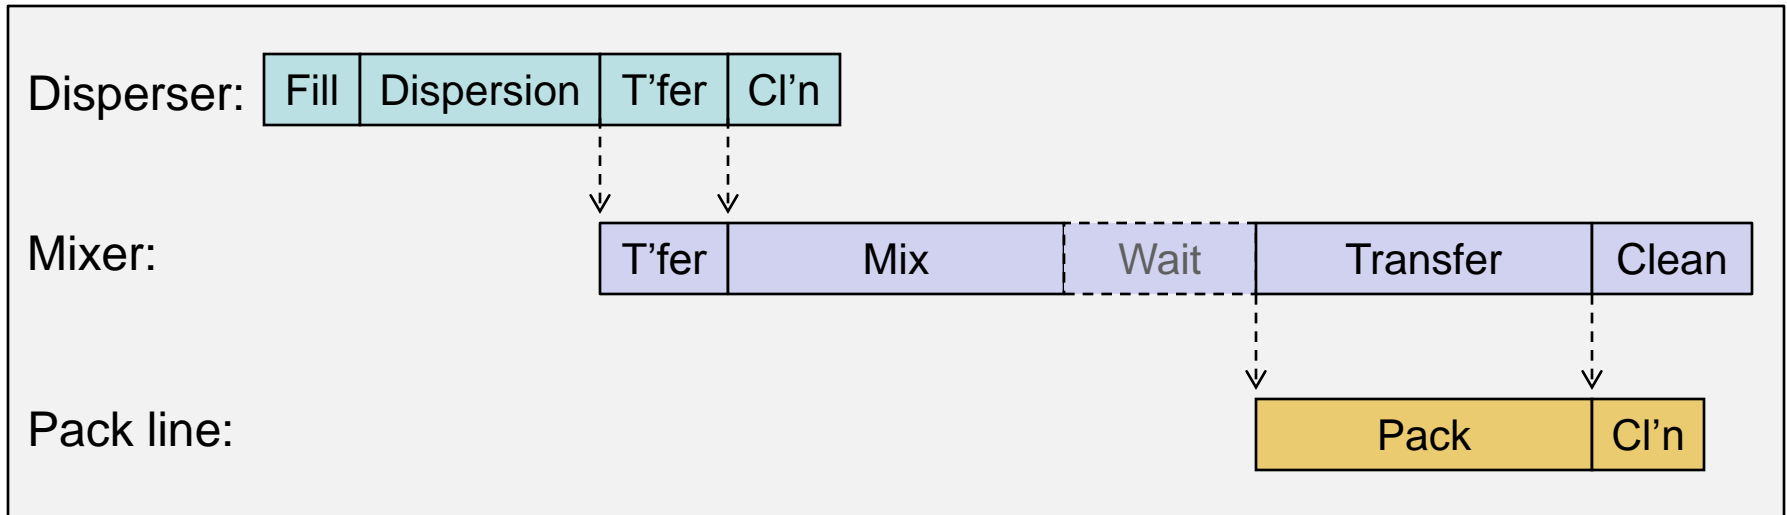 Disperser: Fill Dispersion T’fer Cl’n
Mixer: T’fer Mix Wait Transfer Clean
Pack line: Pack Cl’n